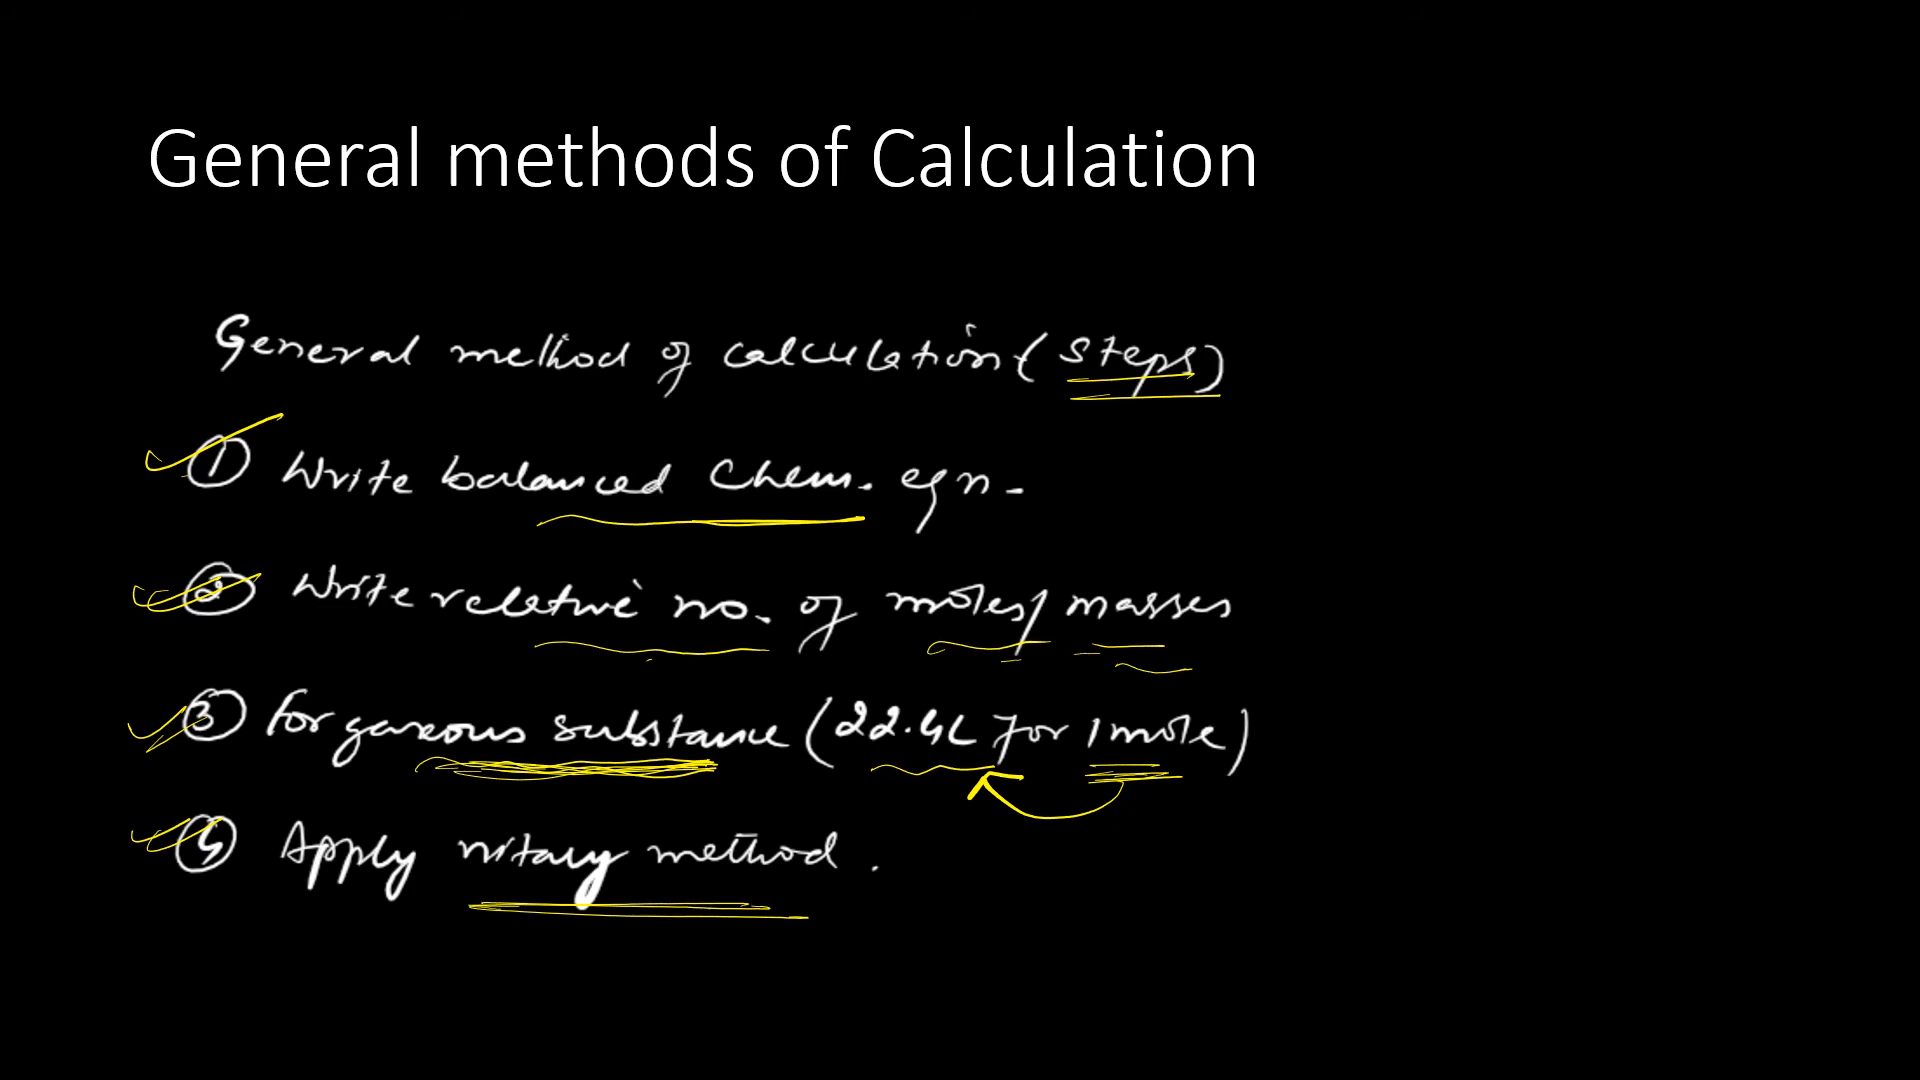 General methods of Calculation
General method of calculation (steps)
① Write balanced Chem. eqn.
② Write relative no. of moles/masses
③ For gaseous substance (22.4L for 1 mole)
④ Apply nitary method.